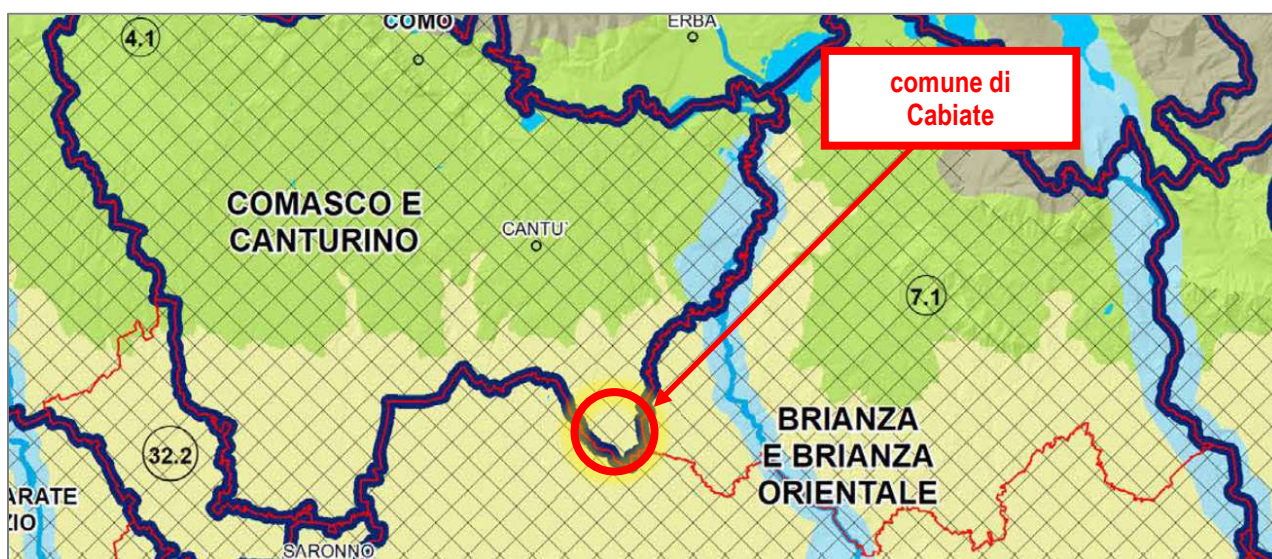 4.1
COMO
ERBA
comune di
Cabiate
COMASCO E
CANTURINO
CANTU'
7.1
BRIANZA
E BRIANZA
ORIENTALE
32.2
ARATE
ZIO
SARONNO